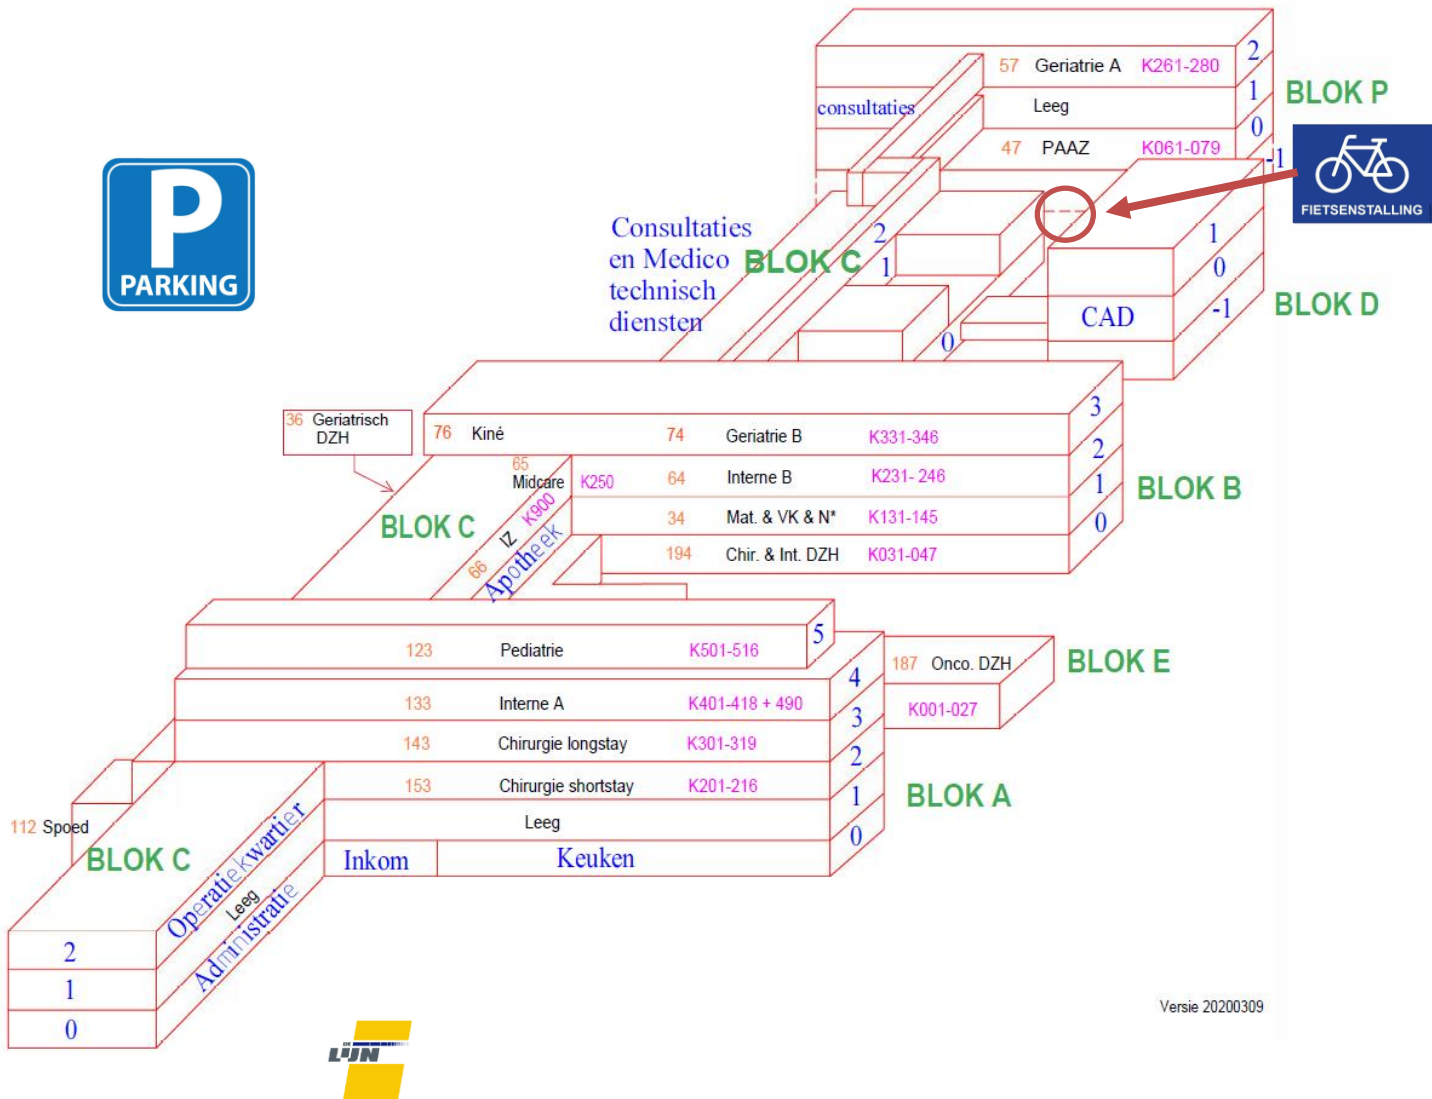 57 Geriatrie A K261-280
2
consultaties
Leeg
1
BLOK P
0
47 PAAZ K061-079
-1
FIETSENSTALLING
P
PARKING
Consultaties
en Medico
technisch
diensten
BLOK C
2
1
0
1
0
-1
CAD
BLOK D
36 Geriatrisch
DZH
76 Kiné
74 Geriatrie B K331-346
3
65
Midcare K250
64 Interne B K231- 246
2
34 Mat. & VK & N* K131-145
1
194 Chir. & Int. DZH K031-047
0
BLOK B
BLOK C
66 IZ K900
Apotheek
123 Pediatrie K501-516
5
133 Interne A K401-418 + 490
4
143 Chirurgie longstay K301-319
3
153 Chirurgie shortstay K201-216
2
Leeg
1
Inkom
Keuken
0
BLOK A
187 Onco. DZH
K001-027
BLOK E
112 Spoed
BLOK C
Operatiekwartier
Leeg
Administratie
2
1
0
Versie 20200309
DE
LIJN